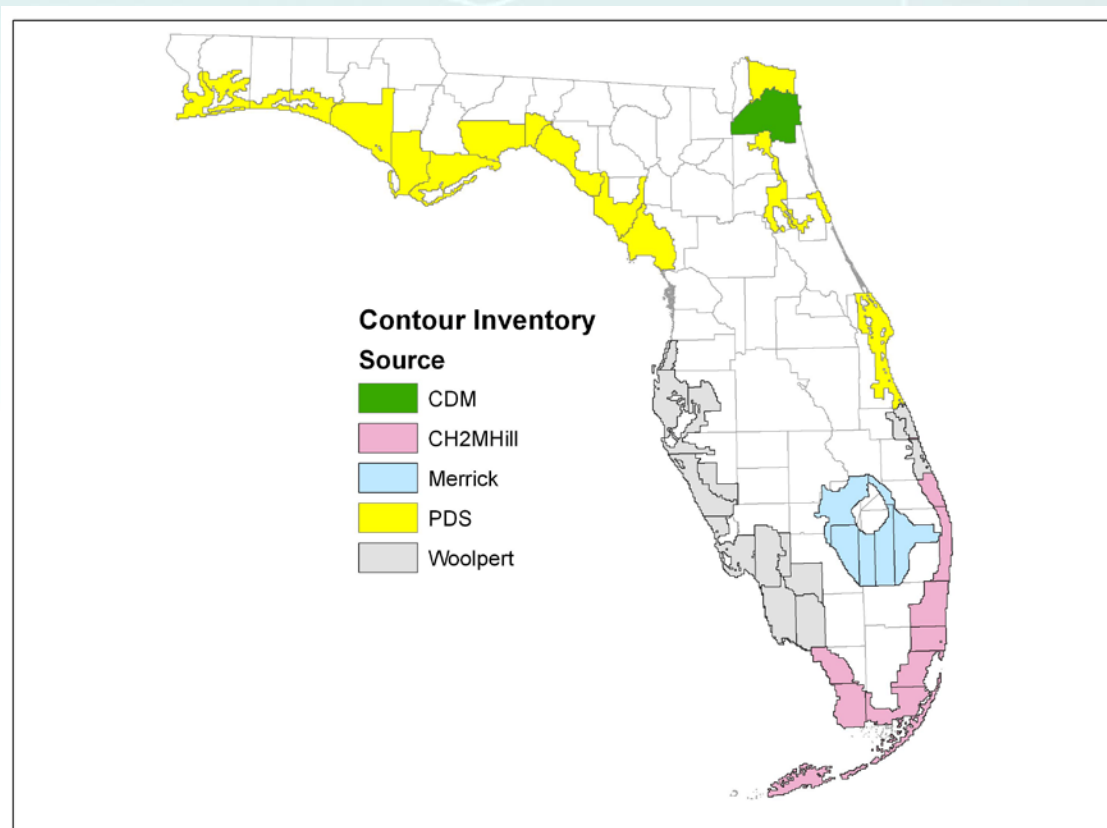 Contour Inventory
Source
CDM
CH2MHill
Merrick
PDS
Woolpert